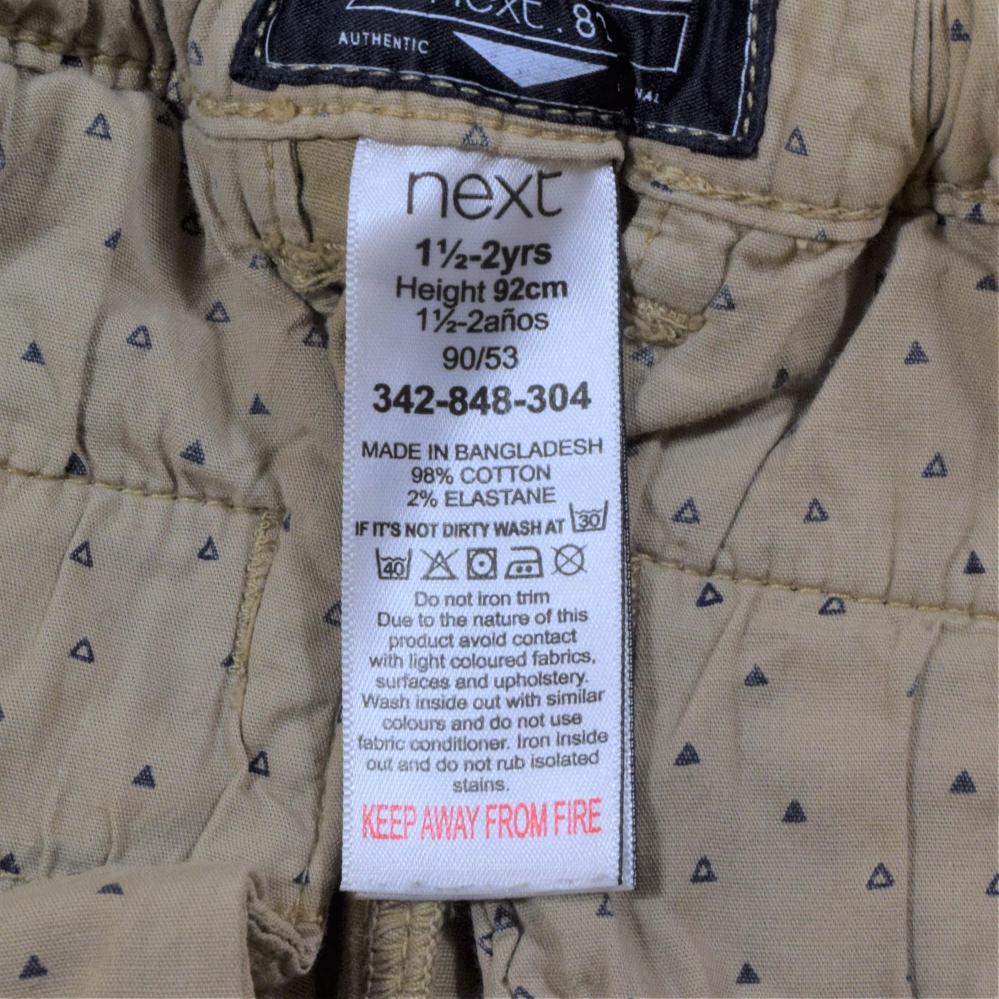 next.
AUTHENTIC
next
1½-2yrs
Height 92cm
1½-2años
90/53
342-848-304
MADE IN BANGLADESH
98% COTTON
2% ELASTANE
IF IT'S NOT DIRTY WASH AT 30
40
Do not iron trim
Due to the nature of this
product avoid contact
with light coloured fabrics,
surfaces and upholstery.
Wash inside out with similar
colours and do not use
fabric conditioner. Iron inside
out and do not rub isolated
stains.
KEEP AWAY FROM FIRE